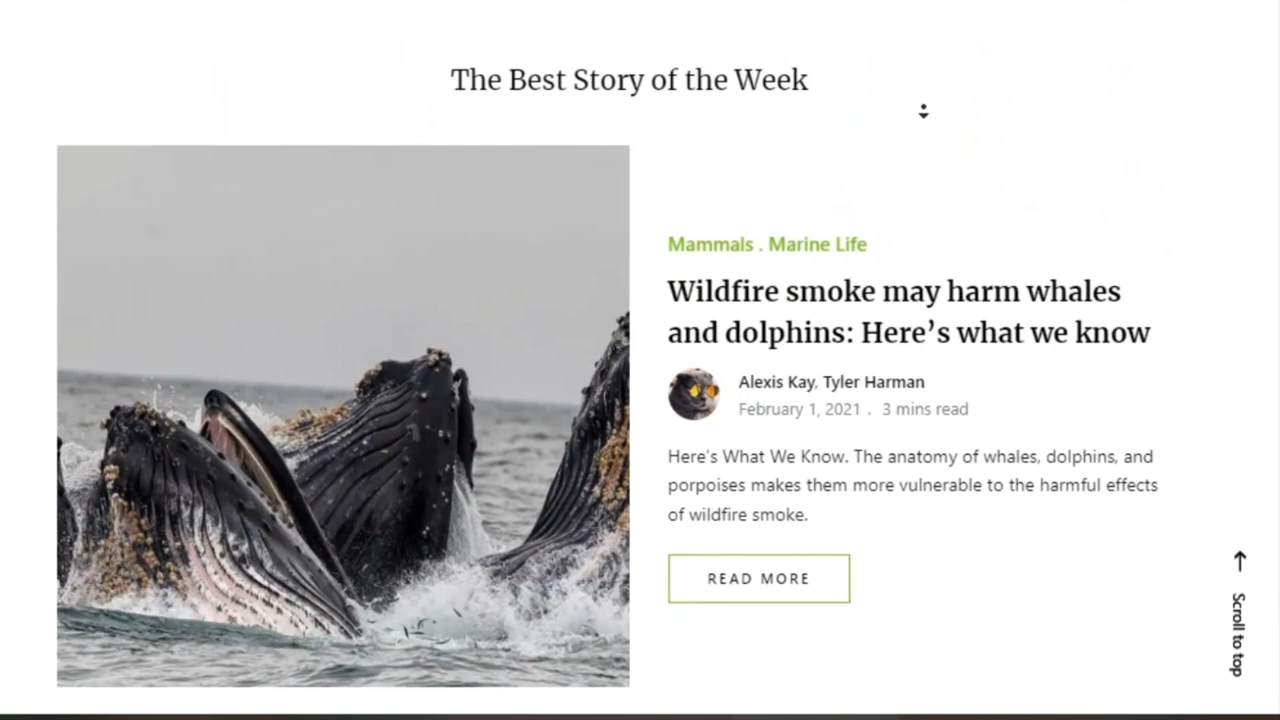 The Best Story of the Week
Mammals . Marine Life
Wildfire smoke may harm whales
and dolphins: Here’s what we know
Alexis Kay, Tyler Harman
February 1, 2021 . 3 mins read
Here's What We Know. The anatomy of whales, dolphins, and
porpoises makes them more vulnerable to the harmful effects
of wildfire smoke.
READ MORE
Scroll to top